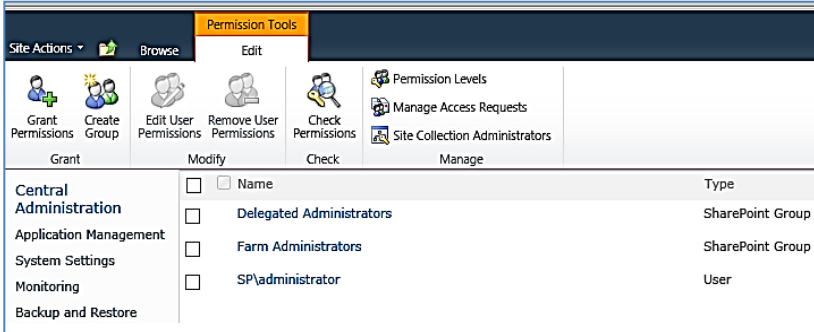 Permission Tools
Site Actions Browse Edit
Grant Permissions
Create Group
Edit User Permissions
Remove User Permissions
Check Permissions
Permission Levels
Manage Access Requests
Site Collection Administrators
Grant Modify Check Manage
Central Administration
Application Management
System Settings
Monitoring
Backup and Restore
Name Type
Delegated Administrators SharePoint Group
Farm Administrators SharePoint Group
SP\administrator User